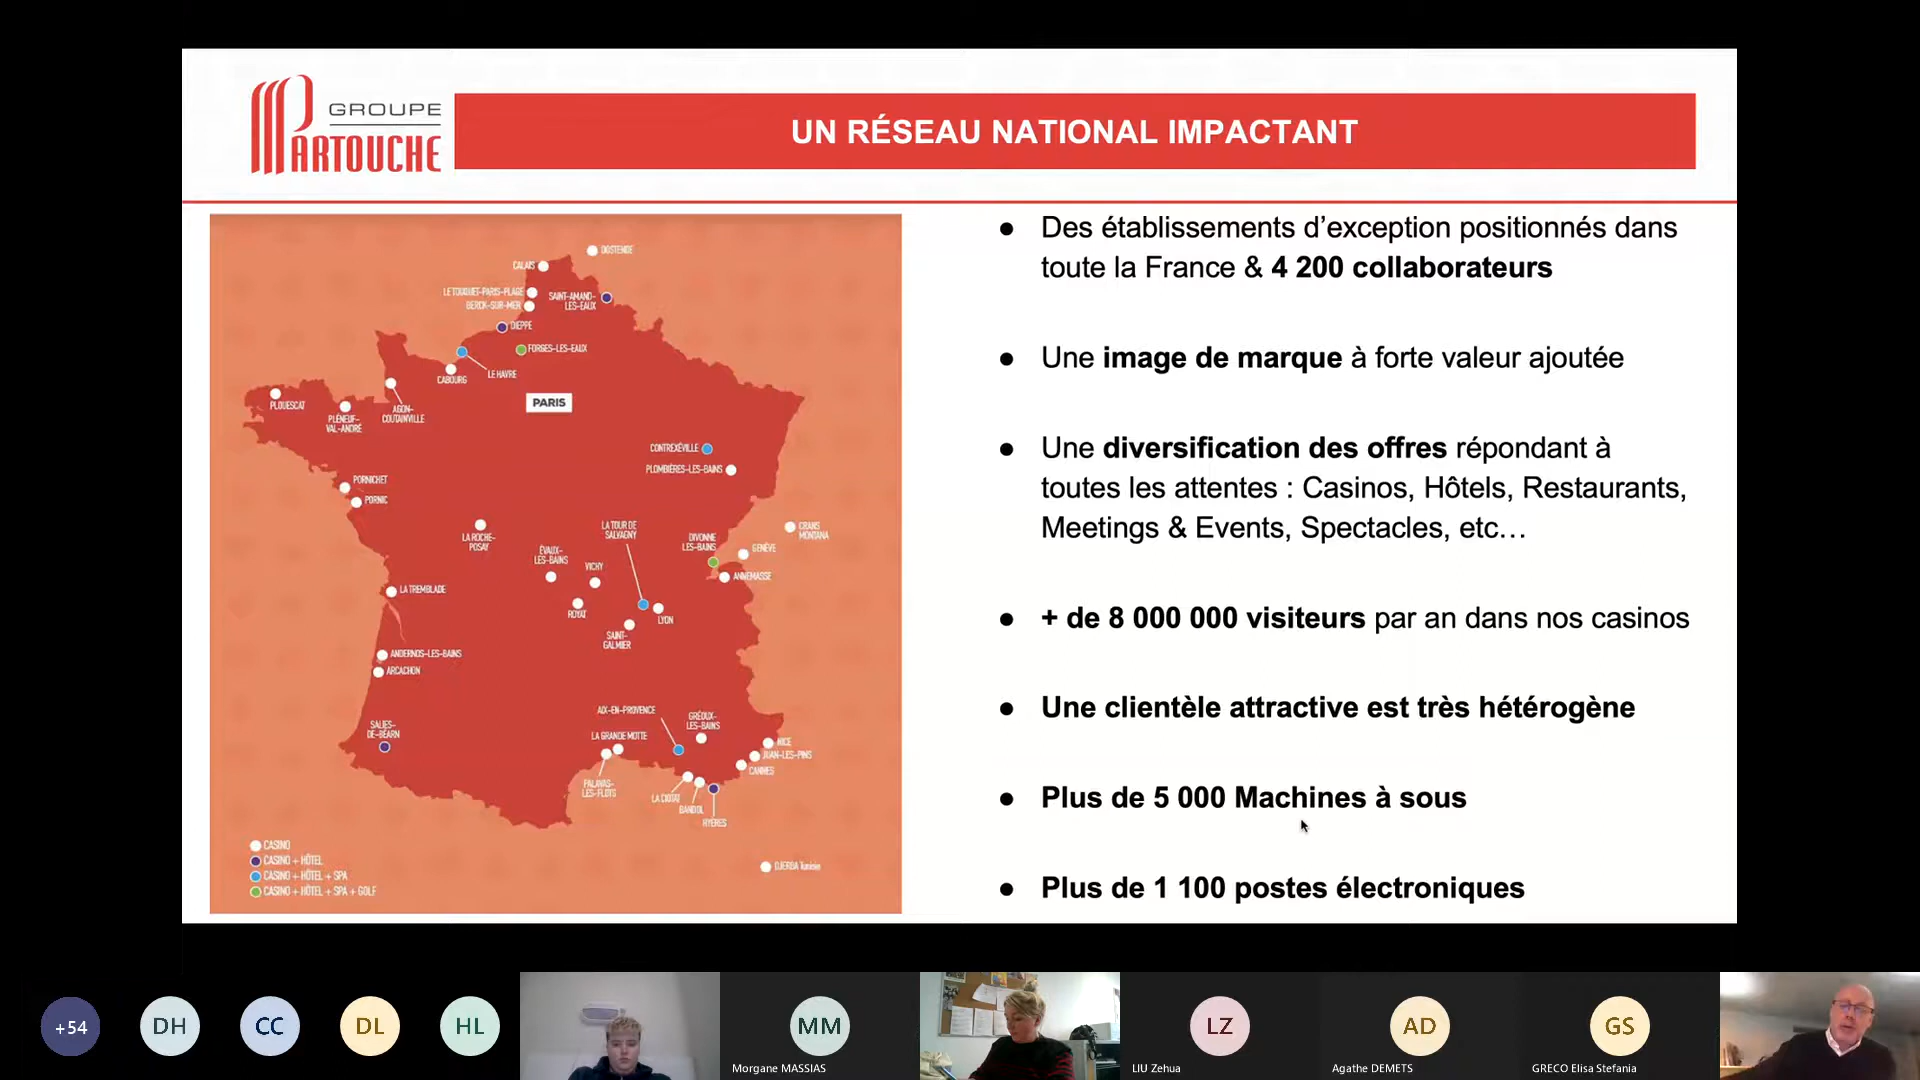 GROUPE
PARTOUCHE
UN RÉSEAU NATIONAL IMPACTANT
OOSTENDE
CALAIS
LE TOUQUET-PARIS-PLAGE
BERCK-SUR-MER
SAINT-AMAND-
LES-EAUX
DIEPPE
FORGES-LES-EAUX
LE HAVRE
CABOURG
AGON-
COUTAINVILLE
PLOUESCAT
PLÉNEUF-
VAL-ANDRÉ
PARIS
CONTREXÉVILLE
PLOMBIÈRES-LES-BAINS
PORNICHET
PORNIC
LA ROCHE-
POSAY
LA TOUR DE
SALVAGNY
DIVONNE
LES-BAINS
CRANS
MONTANA
GENÈVE
ANNEMASSE
ÉVAUX-
LES-BAINS
VICHY
ROYAT
LYON
SAINT-
GALMIER
LA TREMBLADE
ANDERNOS-LES-BAINS
ARCACHON
SALIES-
DE-BÉARN
AIX-EN-PROVENCE
GRÉOUX-
LES-BAINS
LA GRANDE MOTTE
PALAVAS-
LES-FLOTS
NICE
JUAN-LES-PINS
CANNES
LA CIOTAT
BANDOL
HYÈRES
DJERBA Tunisie
CASINO
CASINO + HÔTEL
CASINO + HÔTEL + SPA
CASINO + HÔTEL + SPA + GOLF
● Des établissements d’exception positionnés dans
toute la France & 4 200 collaborateurs
● Une image de marque à forte valeur ajoutée
● Une diversification des offres répondant à
toutes les attentes : Casinos, Hôtels, Restaurants,
Meetings & Events, Spectacles, etc…
● + de 8 000 000 visiteurs par an dans nos casinos
● Une clientèle attractive est très hétérogène
● Plus de 5 000 Machines à sous
● Plus de 1 100 postes électroniques
+54
DH
CC
DL
HL
MM
Morgane MASSIAS
LZ
LIU Zehua
AD
Agathe DEMETS
GS
GRECO Elisa Stefania